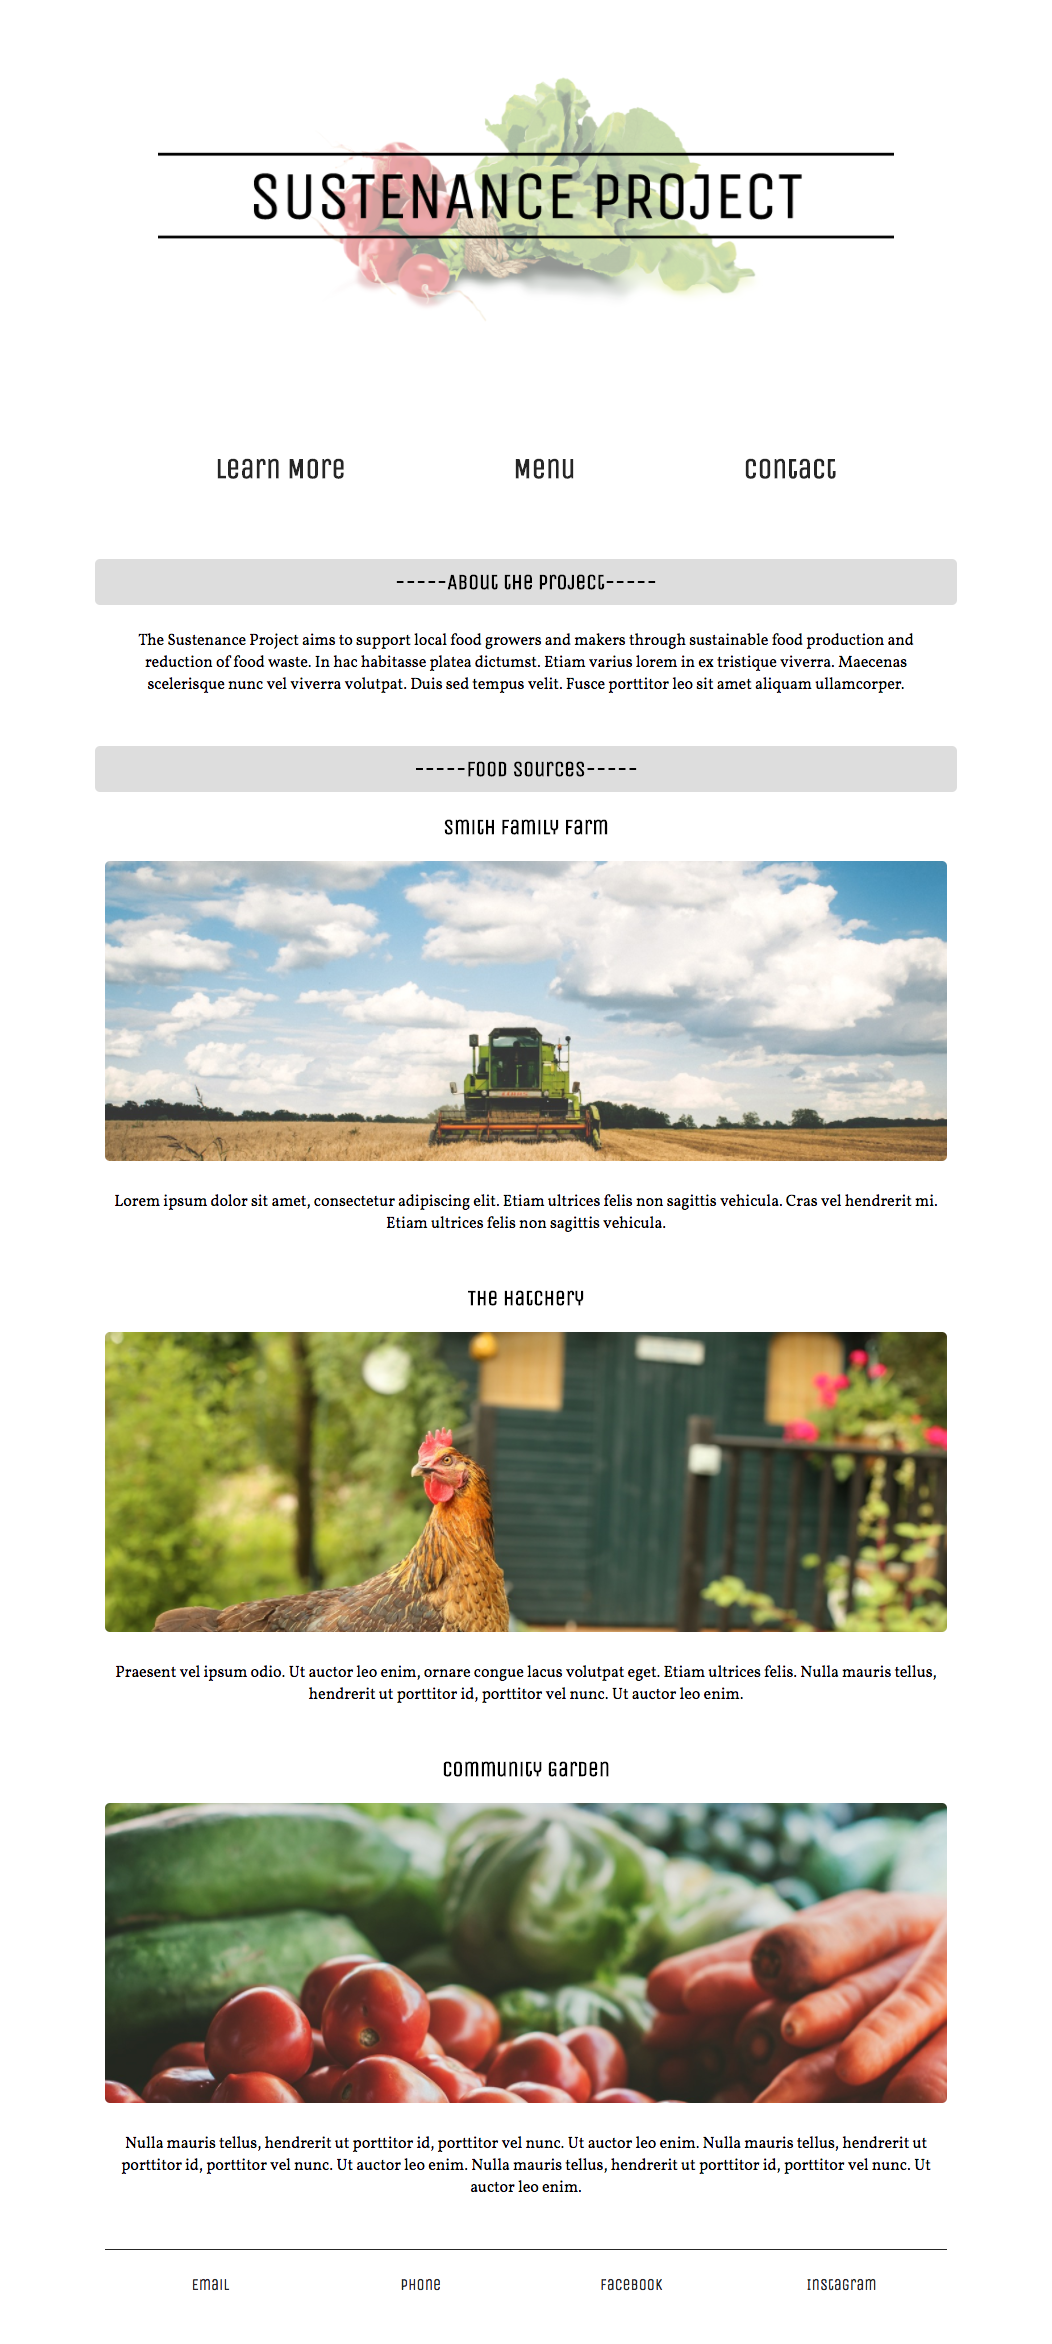 SUSTENANCE PROJECT
Learn More
Menu
Contact
-----About the Project-----
The Sustenance Project aims to support local food growers and makers through sustainable food production and
reduction of food waste. In hac habitasse platea dictumst. Etiam varius lorem in ex tristique viverra. Maecenas
scelerisque nunc vel viverra volutpat. Duis sed tempus velit. Fusce porttitor leo sit amet aliquam ullamcorper.
-----Food Sources-----
Smith Family Farm
Lorem ipsum dolor sit amet, consectetur adipiscing elit. Etiam ultrices felis non sagittis vehicula. Cras vel hendrerit mi.
Etiam ultrices felis non sagittis vehicula.
The Hatchery
Praesent vel ipsum odio. Ut auctor leo enim, ornare congue lacus volutpat eget. Etiam ultrices felis. Nulla mauris tellus,
hendrerit ut porttitor id, porttitor vel nunc. Ut auctor leo enim.
Community Garden
Nulla mauris tellus, hendrerit ut porttitor id, porttitor vel nunc. Ut auctor leo enim. Nulla mauris tellus, hendrerit ut
porttitor id, porttitor vel nunc. Ut auctor leo enim. Nulla mauris tellus, hendrerit ut porttitor id, porttitor vel nunc. Ut
auctor leo enim.
Email
Phone
Facebook
Instagram